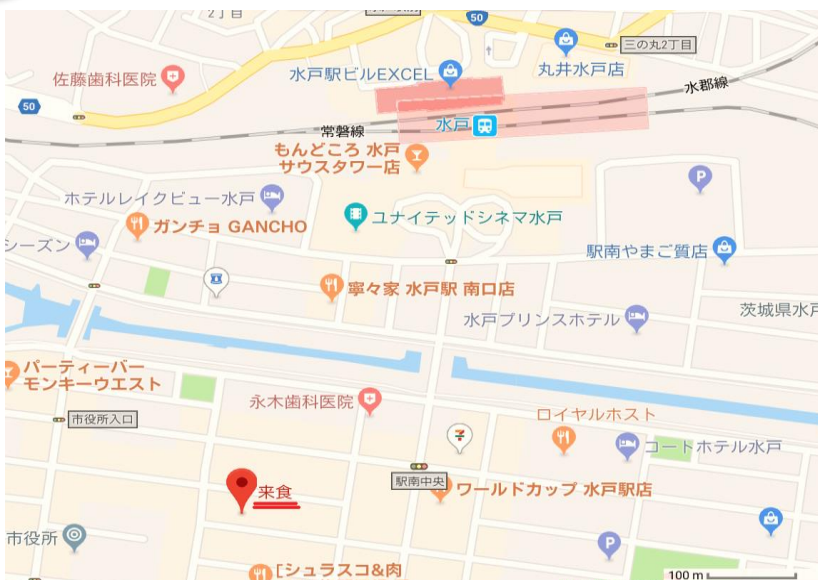 2丁目
50
三の丸2丁目
佐藤歯科医院
水戸駅ビルEXCEL
丸井水戸店
50
水郡線
常磐線
水戸
もんどころ 水戸
サウスタワー店
P
ホテルレイクビュー水戸
ガンチョ GANCHO
ユナイテッドシネマ水戸
シーズン
駅南やまご質店
寧々家 水戸駅 南口店
水戸プリンスホテル
茨城県水戸
パーティーバー
モンキーウエスト
永木歯科医院
市役所入口
ロイヤルホスト
コートホテル水戸
駅南中央
ワールドカップ 水戸駅店
来食
市役所
P
[シュラスコ&肉
100 m